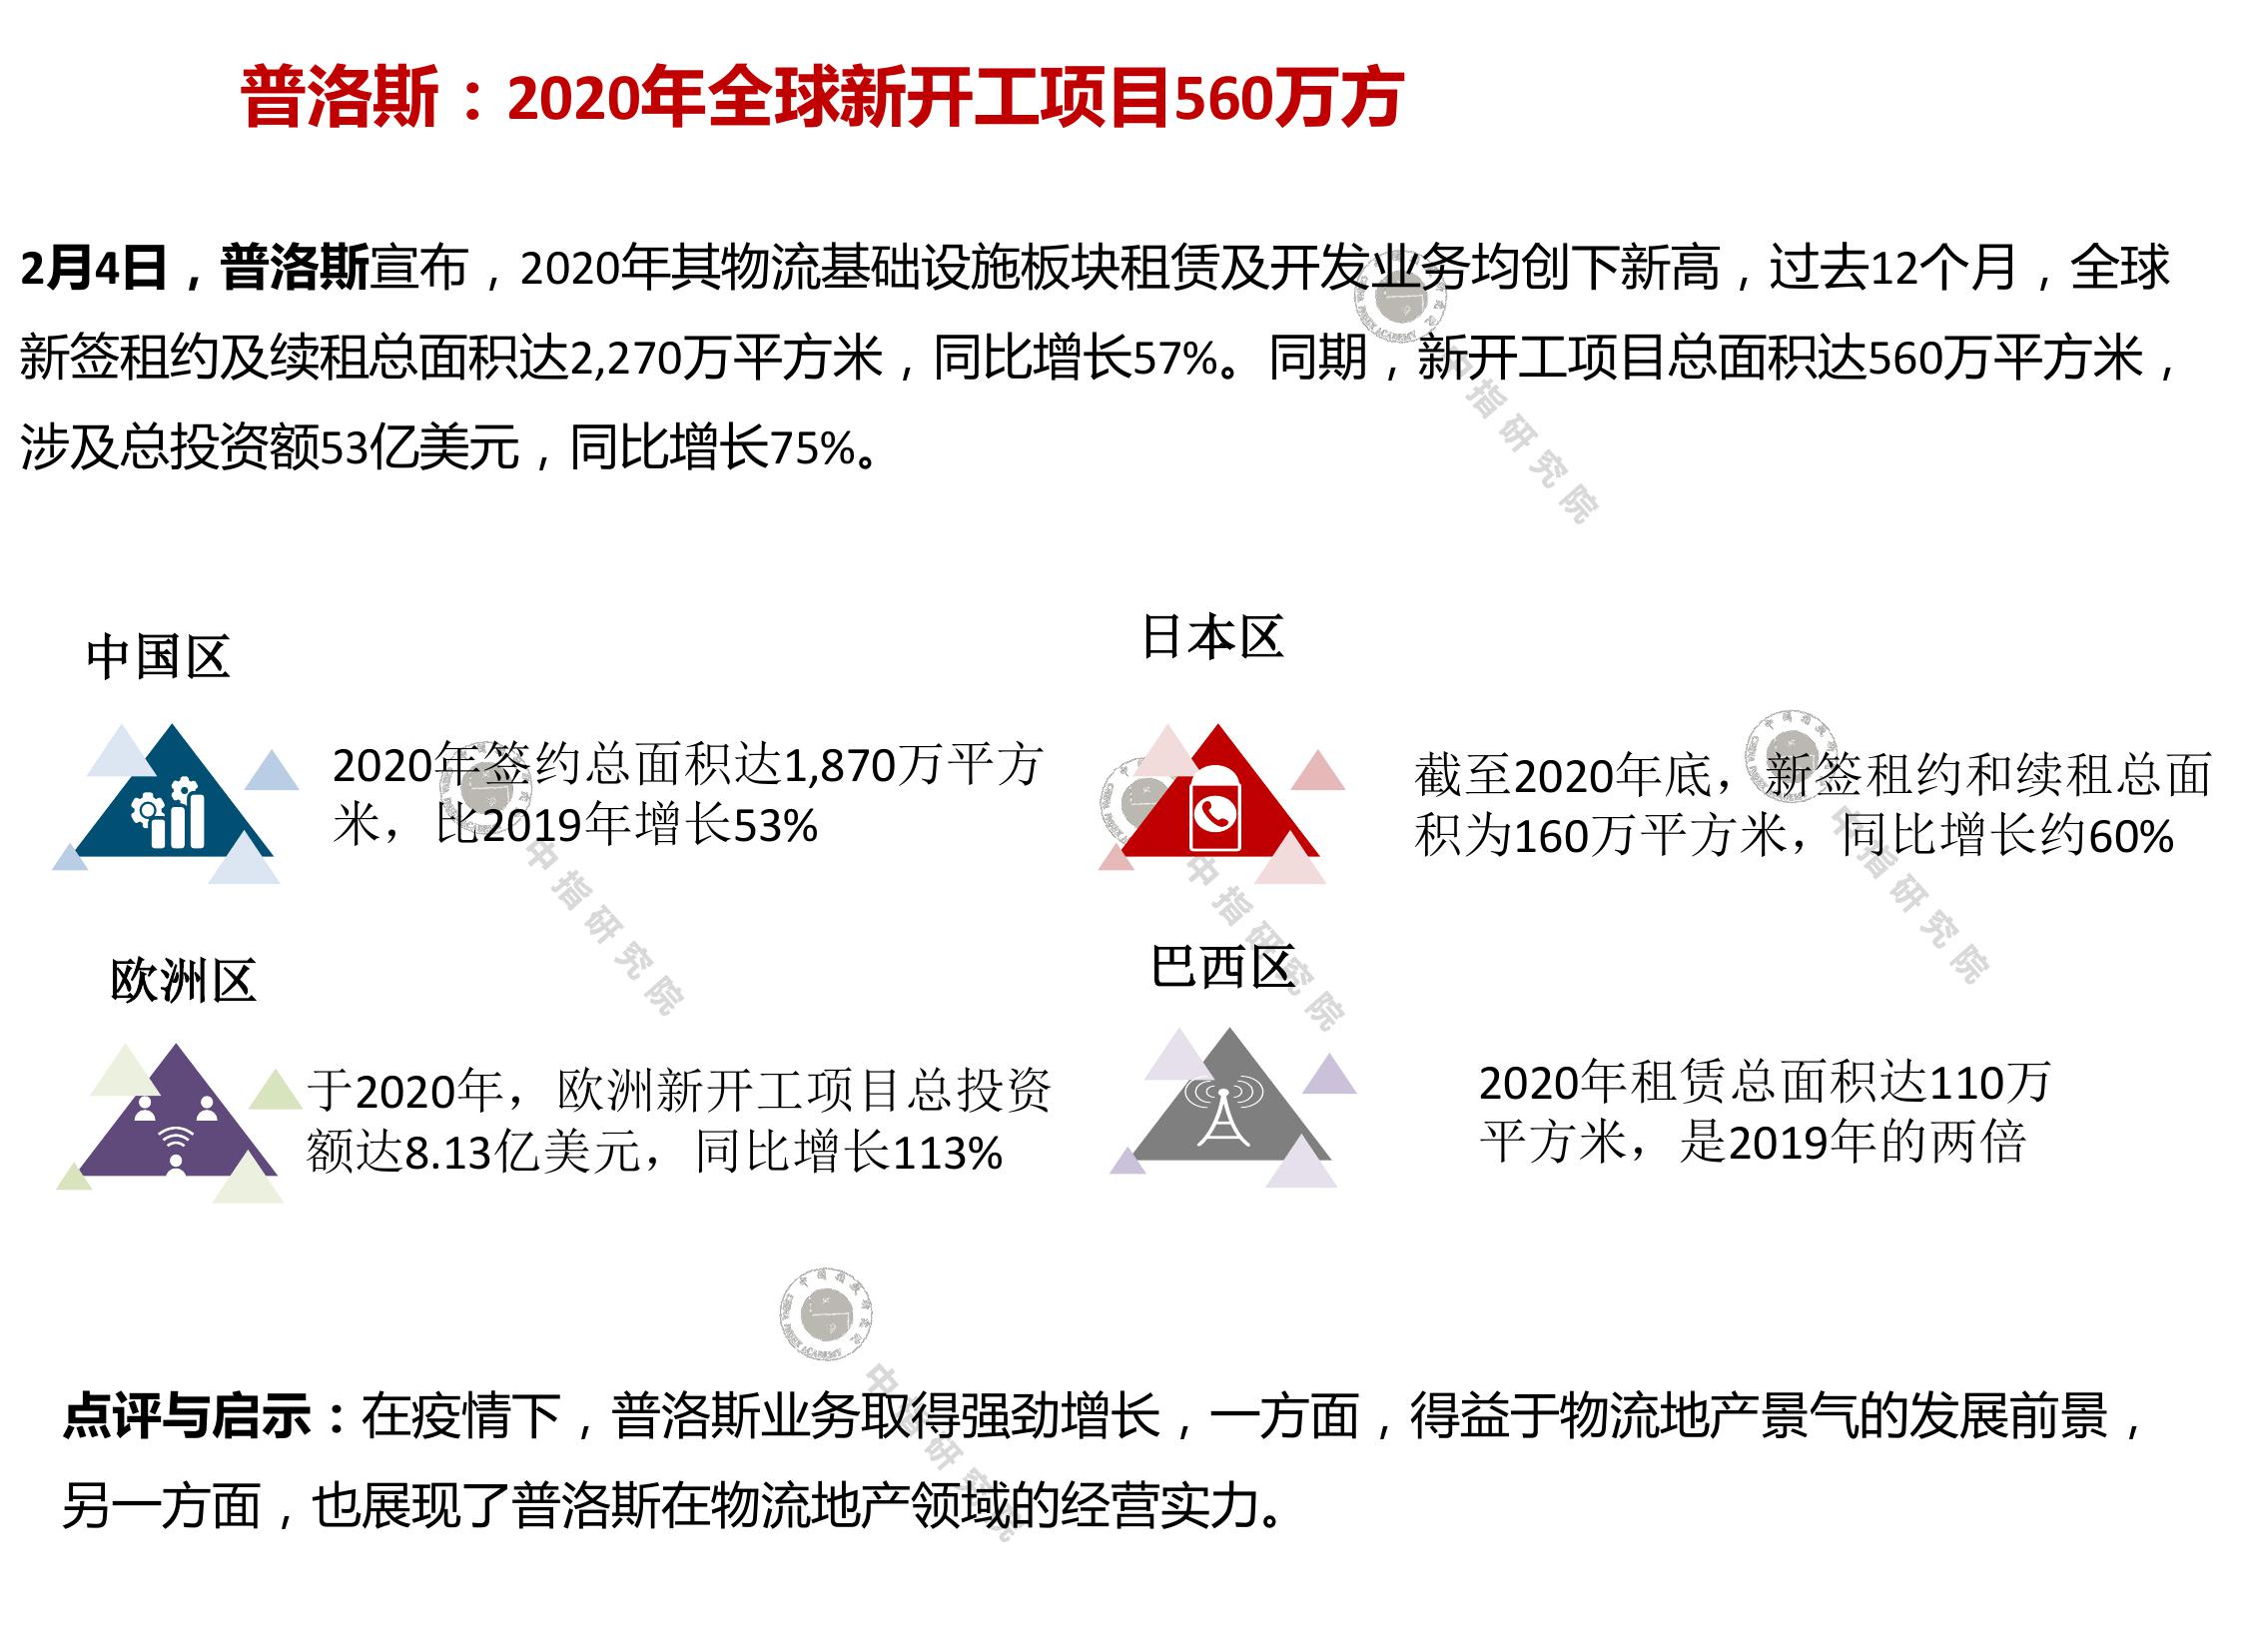 普洛斯：2020年全球新开工项目560万方
2月4日，普洛斯宣布，2020年其物流基础设施板块租赁及开发业务均创下新高，过去12个月，全球
新签租约及续租总面积达2,270万平方米，同比增长57%。同期，新开工项目总面积达560万平方米，
涉及总投资额53亿美元，同比增长75%。
中国区
2020年签约总面积达1,870万平方
米，比2019年增长53%
日本区
截至2020年底，新签租约和续租总面
积为160万平方米，同比增长约60%
欧洲区
于2020年，欧洲新开工项目总投资
额达8.13亿美元，同比增长113%
巴西区
2020年租赁总面积达110万
平方米，是2019年的两倍
点评与启示：在疫情下，普洛斯业务取得强劲增长，一方面，得益于物流地产景气的发展前景，
另一方面，也展现了普洛斯在物流地产领域的经营实力。
中指研究院
中指研究院
中指研究院
中指研究院
中指研究院